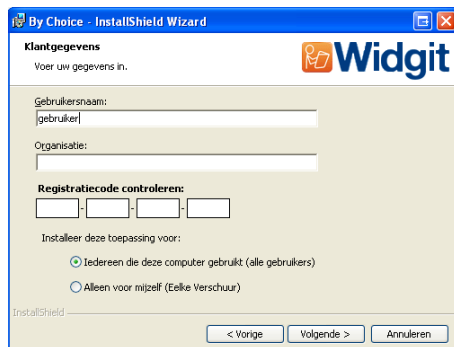 By Choice - InstallShield Wizard
Klantgegevens
Voer uw gegevens in.
Widgit
Gebruikersnaam:
gebruiker
Organisatie:
Registratiecode controleren:
- - -
Installeer deze toepassing voor:
Iedereen die deze computer gebruikt (alle gebruikers)
Alleen voor mijzelf (Eelke Verschuur)
InstallShield
< Vorige Volgende > Annuleren